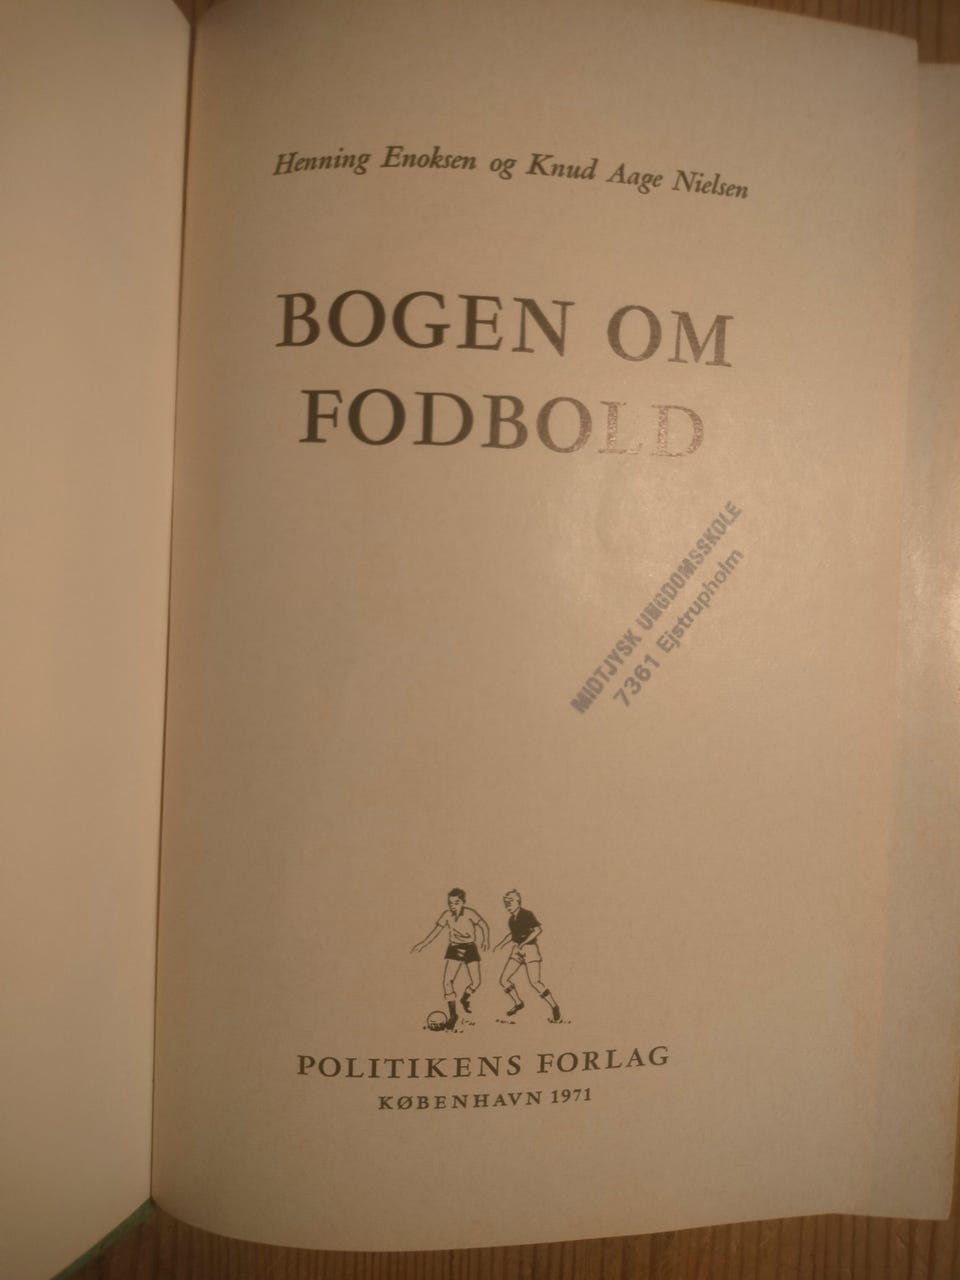 Henning Enoksen og Knud Aage Nielsen
BOGEN OM
FODBOLD
MIDTJYSK UNGDOMSSKOLE
7361 Ejstrupholm
POLITIKENS FORLAG
KØBENHAVN 1971